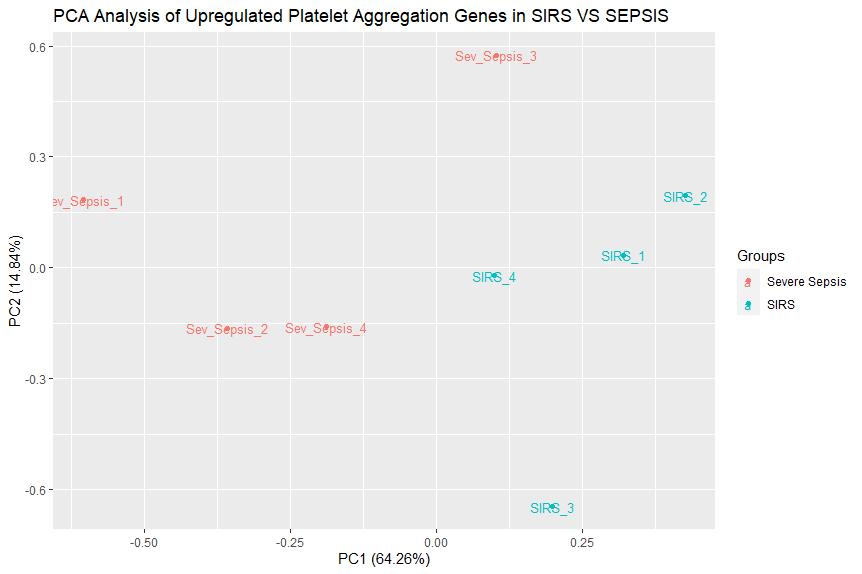 PCA Analysis of Upregulated Platelet Aggregation Genes in SIRS VS SEPSIS
0.6
Sev_Sepsis_3
0.3
ev_Sepsis_1
SIRS_2
SIRS_1
0.0
SIRS_4
Sev_Sepsis_2
Sev_Sepsis_4
-0.3
-0.6
SIRS_3
PC2 (14.84%)
-0.50
-0.25
0.00
0.25
PC1 (64.26%)
Groups
a Severe Sepsis
a SIRS